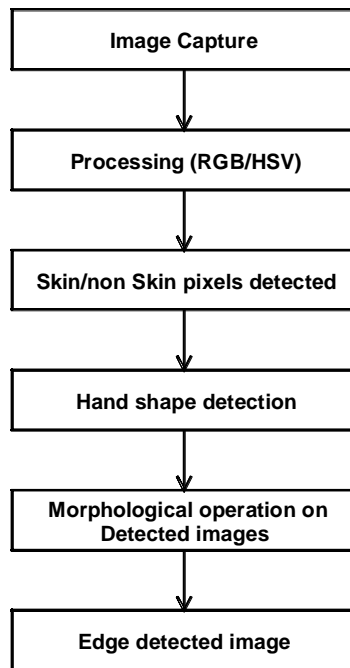 Image Capture
Processing (RGB/HSV)
Skin/non Skin pixels detected
Hand shape detection
Morphological operation on
Detected images
Edge detected image